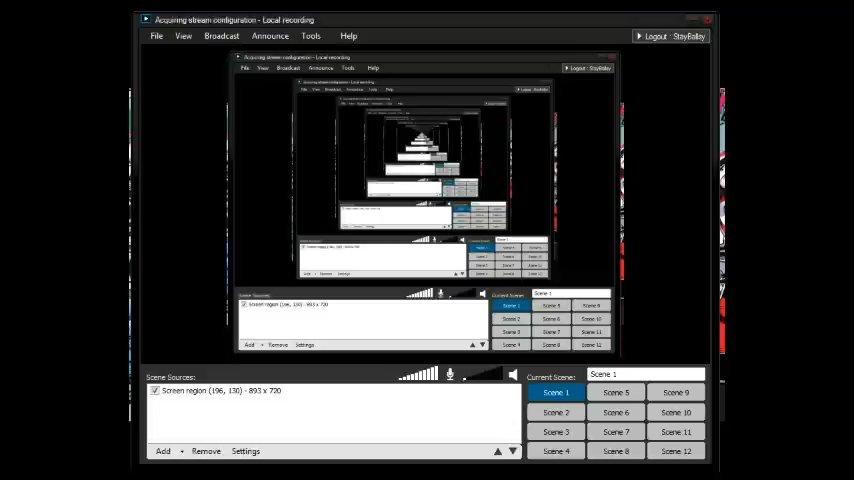 Acquiring stream configuration - Local recording
File View Broadcast Announce Tools Help
Logout : StayBailsy
Acquiring stream configuration - Local recording
File View Broadcast Announce Tools Help
Logout : StayBailsy
Scene Sources:
Current Scene:
Scene 1
Screen region (196, 130) - 893 x 720
Scene 1 Scene 5 Scene 9
Scene 2 Scene 6 Scene 10
Scene 3 Scene 7 Scene 11
Scene 4 Scene 8 Scene 12
Add Remove Settings
Scene Sources:
Current Scene:
Scene 1
Screen region (196, 130) - 893 x 720
Scene 1 Scene 5 Scene 9
Scene 2 Scene 6 Scene 10
Scene 3 Scene 7 Scene 11
Scene 4 Scene 8 Scene 12
Add Remove Settings